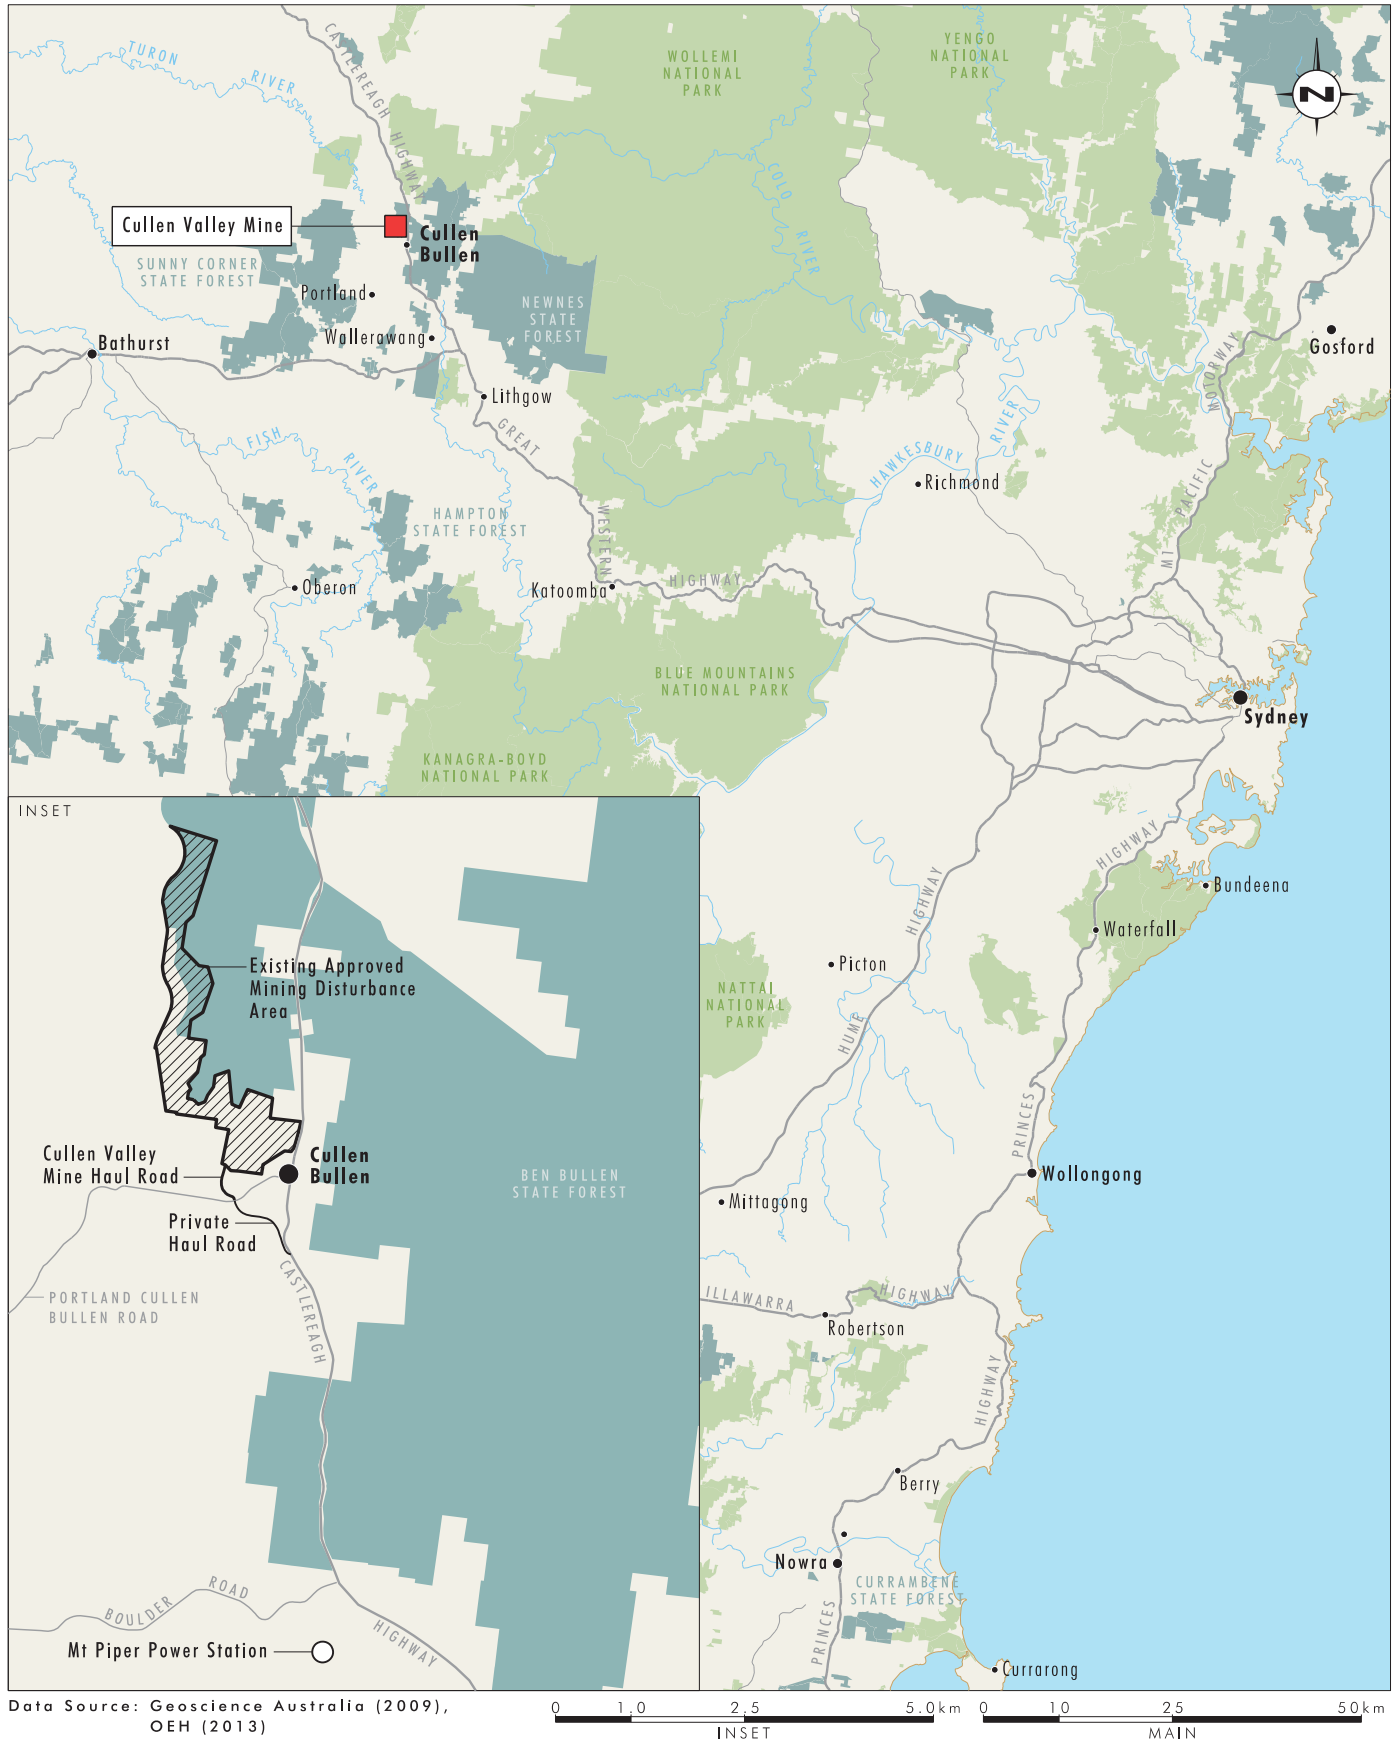 TURON
RIVER
CASTLEREAGH HIGHWAY
WOLLEMI
NATIONAL
PARK
YENGO
NATIONAL
PARK
N
COLO
RIVER
Cullen Valley Mine
Cullen
Bullen
SUNNY CORNER
STATE FOREST
Portland
NEWNES
STATE
FOREST
Wallerawang
Bathurst
Gosford
Lithgow
GREAT
WESTERN
HIGHWAY
FISH
RIVER
HAWKESBURY
RIVER
Richmond
M1 PACIFIC
MOTORWAY
HAMPTON
STATE FOREST
Oberon
Katoomba
BLUE MOUNTAINS
NATIONAL PARK
Sydney
KANAGRA-BOYD
NATIONAL PARK
INSET
Existing Approved
Mining Disturbance
Area
Cullen Valley
Mine Haul Road
Cullen
Bullen
BEN BULLEN
STATE FOREST
Private
Haul Road
PORTLAND CULLEN
BULLEN ROAD
CASTLEREAGH
HIGHWAY
BOULDER
ROAD
Mt Piper Power Station
HIGHWAY
Bundeena
Waterfall
HUME
HIGHWAY
Picton
NATTAI
NATIONAL
PARK
PRINCES
Wollongong
Mittagong
ILLAWARRA
HIGHWAY
Robertson
HIGHWAY
Berry
Nowra
CURRAMBENE
STATE FOREST
PRINCES
Currarong
Data Source: Geoscience Australia (2009),
OEH (2013)
0 1.0 2.5 5.0km
INSET
0 10 25 50km
MAIN